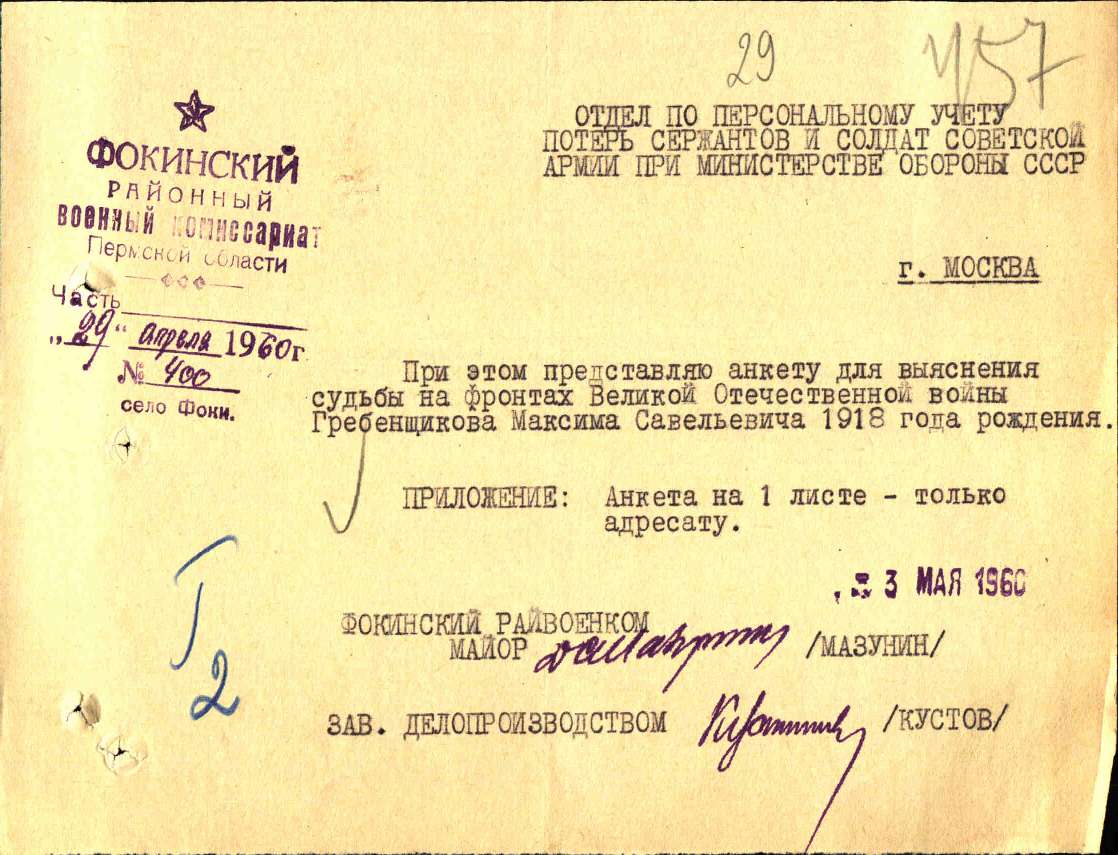 29
457
ОТДЕЛ ПО ПЕРСОНАЛЬНОМУ УЧЕТУ
ПОТЕРЬ СЕРЖАНТОВ И СОЛДАТ СОВЕТСКОЙ
АРМИИ ПРИ МИНИСТЕРСТВЕ ОБОРОНЫ СССР
г. МОСКВА
ФОКИНСКИЙ
РАЙОННЫЙ
ВОЕННЫЙ КОМИССАРИАТ
Пермской области
Часть
„29“ апреля 1960г
№ 400
село Фоки.
При этом представляю анкету для выяснения
судьбы на фронтах Великой Отечественной войны
Гребенщикова Максима Савельевича 1918 года рождения.
ПРИЛОЖЕНИЕ: Анкета на 1 листе - только
адресату.
3 МАЯ 1960
Г
2
ФОКИНСКИЙ РАЙВОЕНКОМ
МАЙОР /МАЗУНИН/
ЗАВ. ДЕЛОПРОИЗВОДСТВОМ /КУСТОВ/